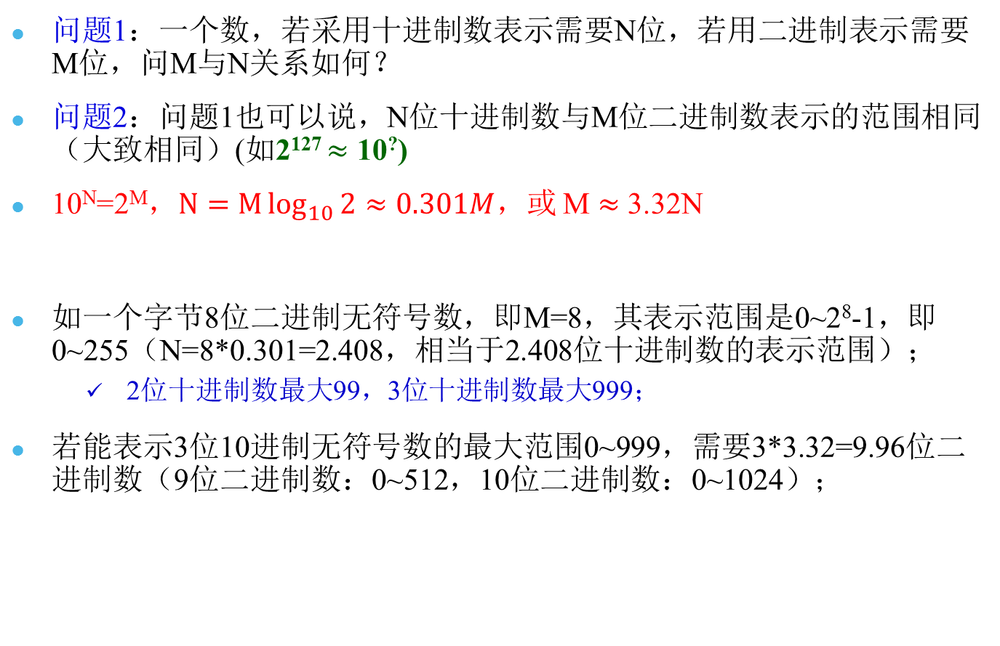 问题1：一个数，若采用十进制数表示需要N位，若用二进制表示需要
M位，问M与N关系如何？
问题2：问题1也可以说，N位十进制数与M位二进制数表示的范围相同
（大致相同）(如2¹²⁷ ≈ 10?)
10ᴺ=2ᴹ，N = M log₁₀ 2 ≈ 0.301M，或 M ≈ 3.32N
如一个字节8位二进制无符号数，即M=8，其表示范围是0~2⁸-1，即
0~255（N=8*0.301=2.408，相当于2.408位十进制数的表示范围）；
✓ 2位十进制数最大99，3位十进制数最大999；
若能表示3位10进制无符号数的最大范围0~999，需要3*3.32=9.96位二
进制数（9位二进制数：0~512，10位二进制数：0~1024）；